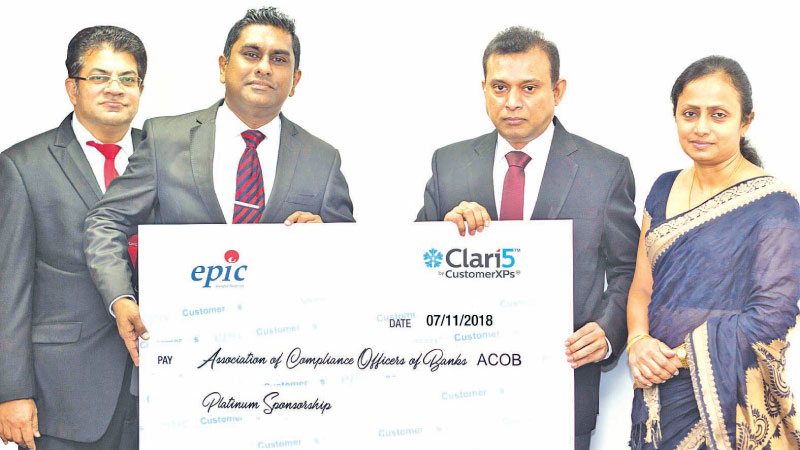 epic
Clari5™
by CustomerXPs®
DATE 07/11/2018
PAY Association of Compliance Officers of Banks ACOB
Platinum Sponsorship
Customer
Customer
Customer
Customer
Customer